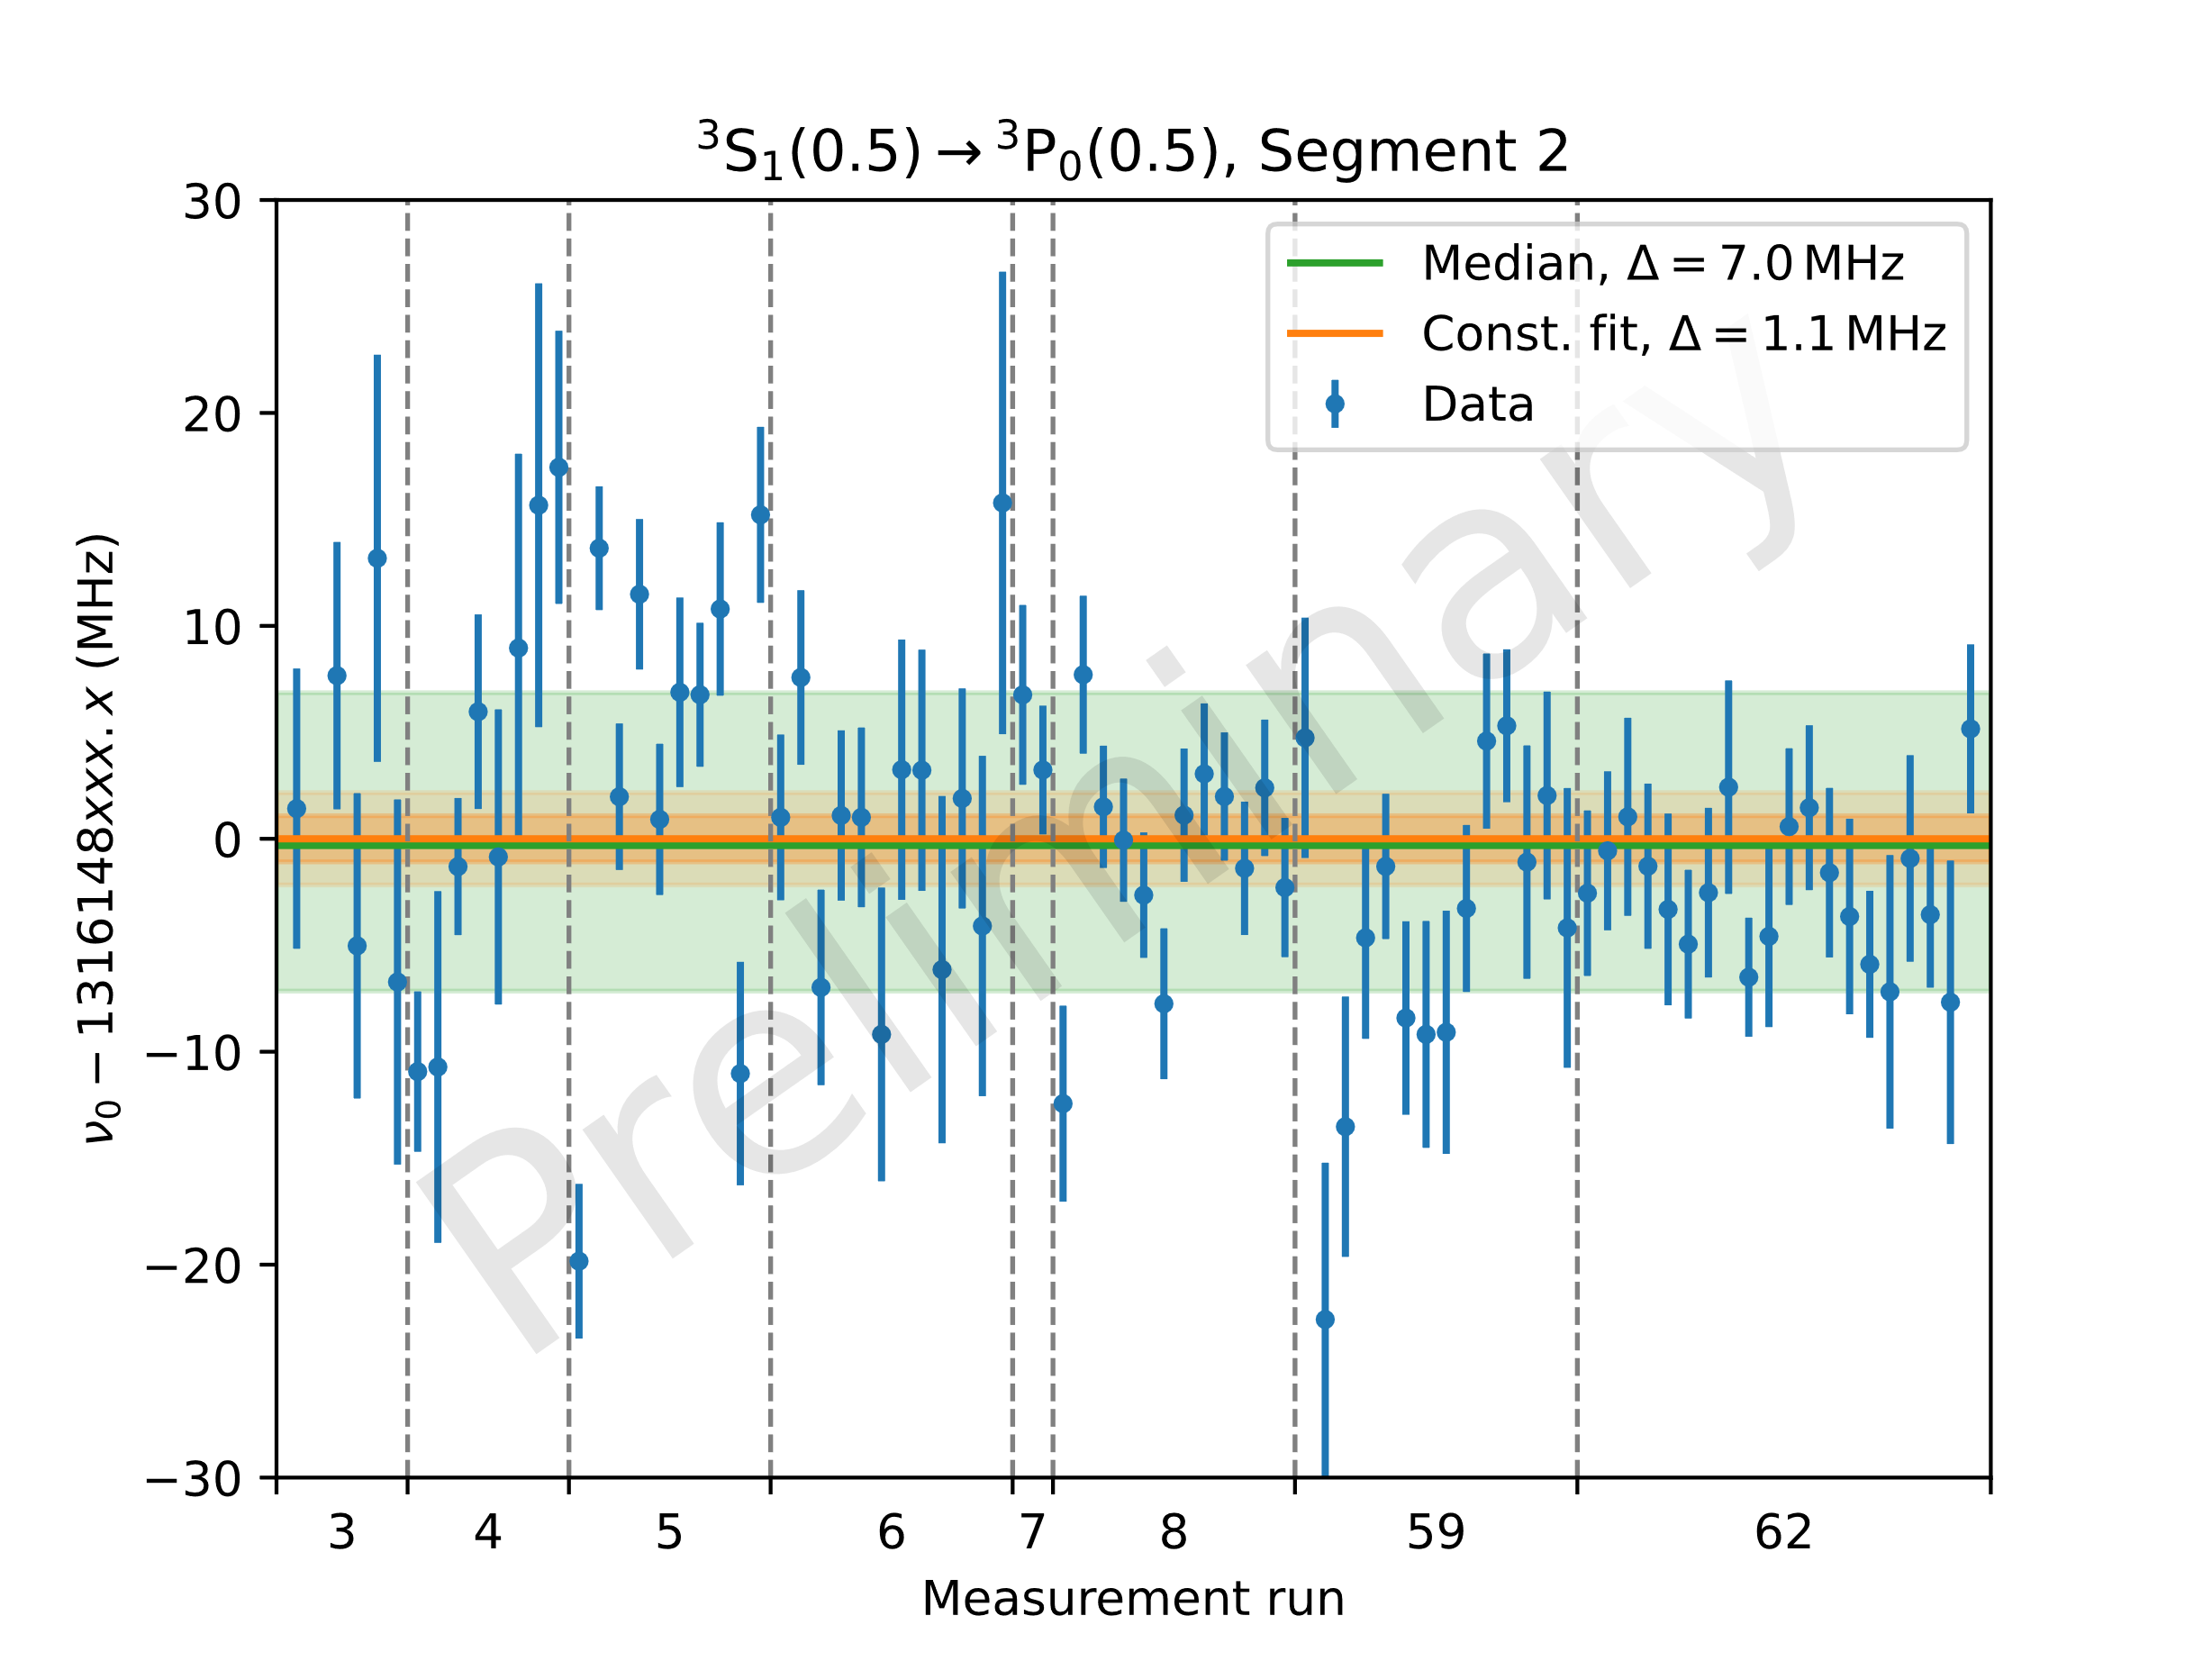 ³S₁(0.5) → ³P₀(0.5), Segment 2
30
20
10
0
−10
−20
−30
ν₀ − 1316148xxx.x (MHz)
Median, Δ = 7.0 MHz
Const. fit, Δ = 1.1 MHz
Data
Preliminary
3 4 5 6 7 8 59 62
Measurement run